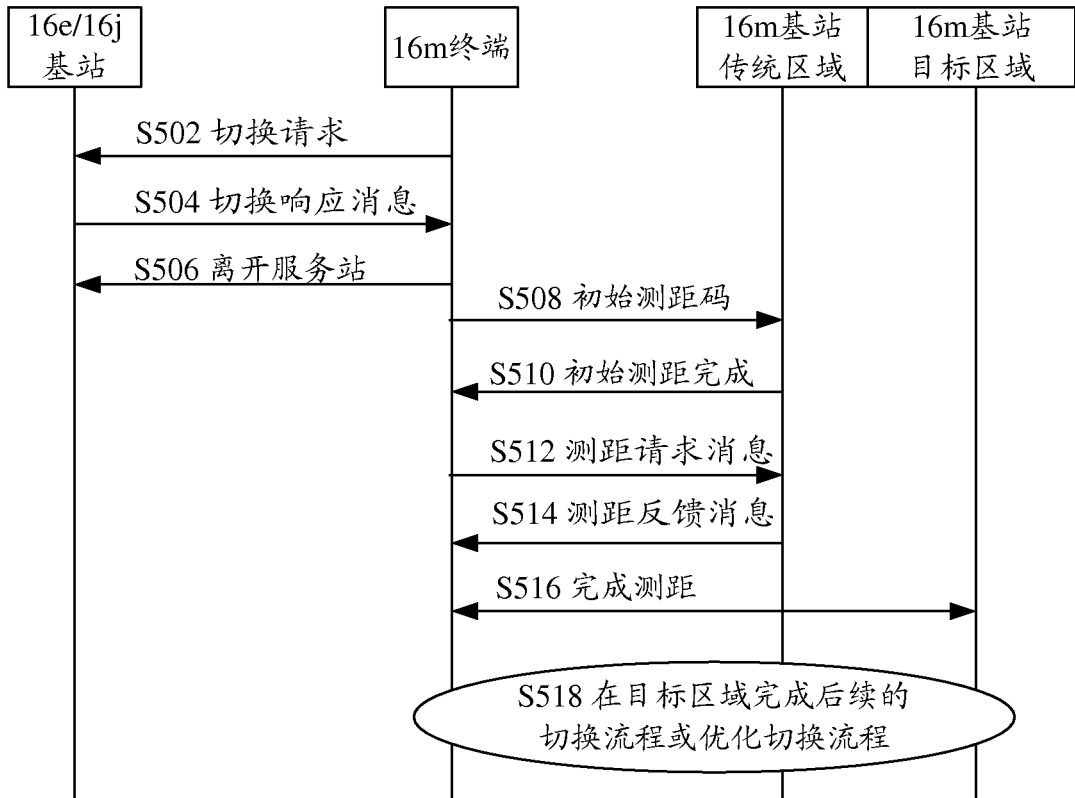 16e/16j
基站
16m终端
16m基站
传统区域
16m基站
目标区域
S502 切换请求
S504 切换响应消息
S506 离开服务站
S508 初始测距码
S510 初始测距完成
S512 测距请求消息
S514 测距反馈消息
S516 完成测距
S518 在目标区域完成后续的
切换流程或优化切换流程